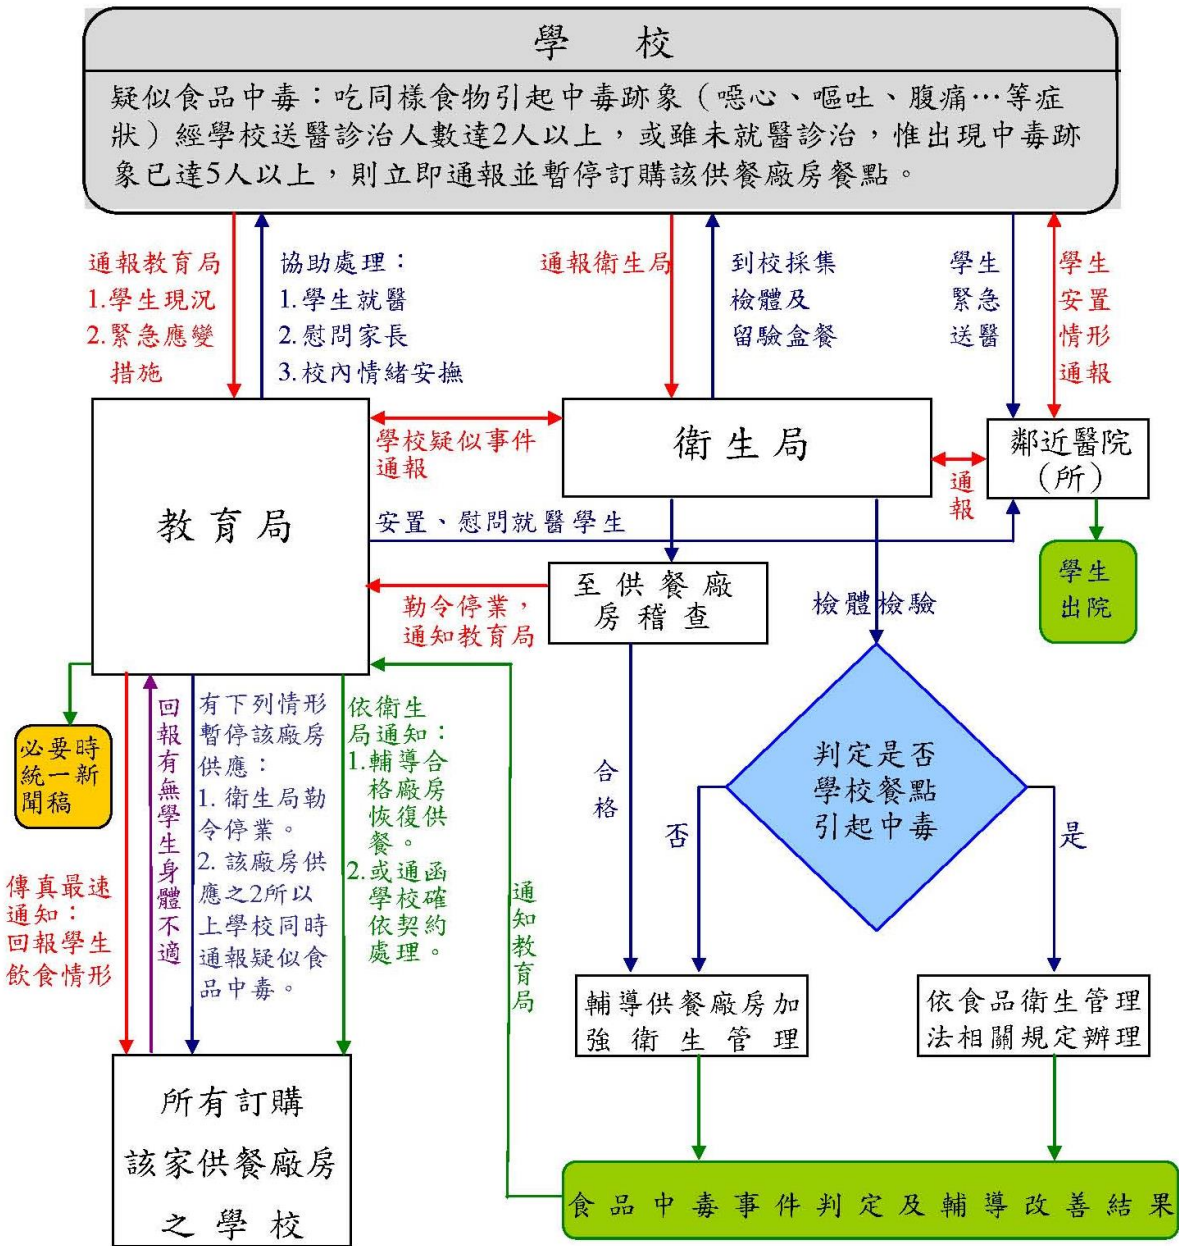 學校
疑似食品中毒：吃同樣食物引起中毒跡象（噁心、嘔吐、腹痛…等症
狀）經學校送醫診治人數達2人以上，或雖未就醫診治，惟出現中毒跡
象已達5人以上，則立即通報並暫停訂購該供餐廠房餐點。
通報教育局
1.學生現況
2.緊急應變
措施
協助處理：
1.學生就醫
2.慰問家長
3.校內情緒安撫
通報衛生局
到校採集
檢體及
留驗盒餐
學生
緊急
送醫
學生
安置
情形
通報
教育局
學校疑似事件
通報
衛生局
通報
鄰近醫院
（所）
安置、慰問就醫學生
勒令停業，
通知教育局
至供餐廠
房稽查
檢體檢驗
學生
出院
必要時
統一新
聞稿
傳真最速
通知：
回報學生
飲食情形
回報有無學生身體不適
有下列情形
暫停該廠房
供應：
1. 衛生局勒
令停業。
2. 該廠房供
應之2所以
上學校同時
通報疑似食
品中毒。
依衛生
局通知：
1.輔導合
格廠房
恢復供
餐。
2.或通函
學校確
依契約
處理。
通知教育局
合格
判定是否
學校餐點
引起中毒
否
是
輔導供餐廠房加
強衛生管理
依食品衛生管理
法相關規定辦理
所有訂購
該家供餐廠房
之學校
食品中毒事件判定及輔導改善結果